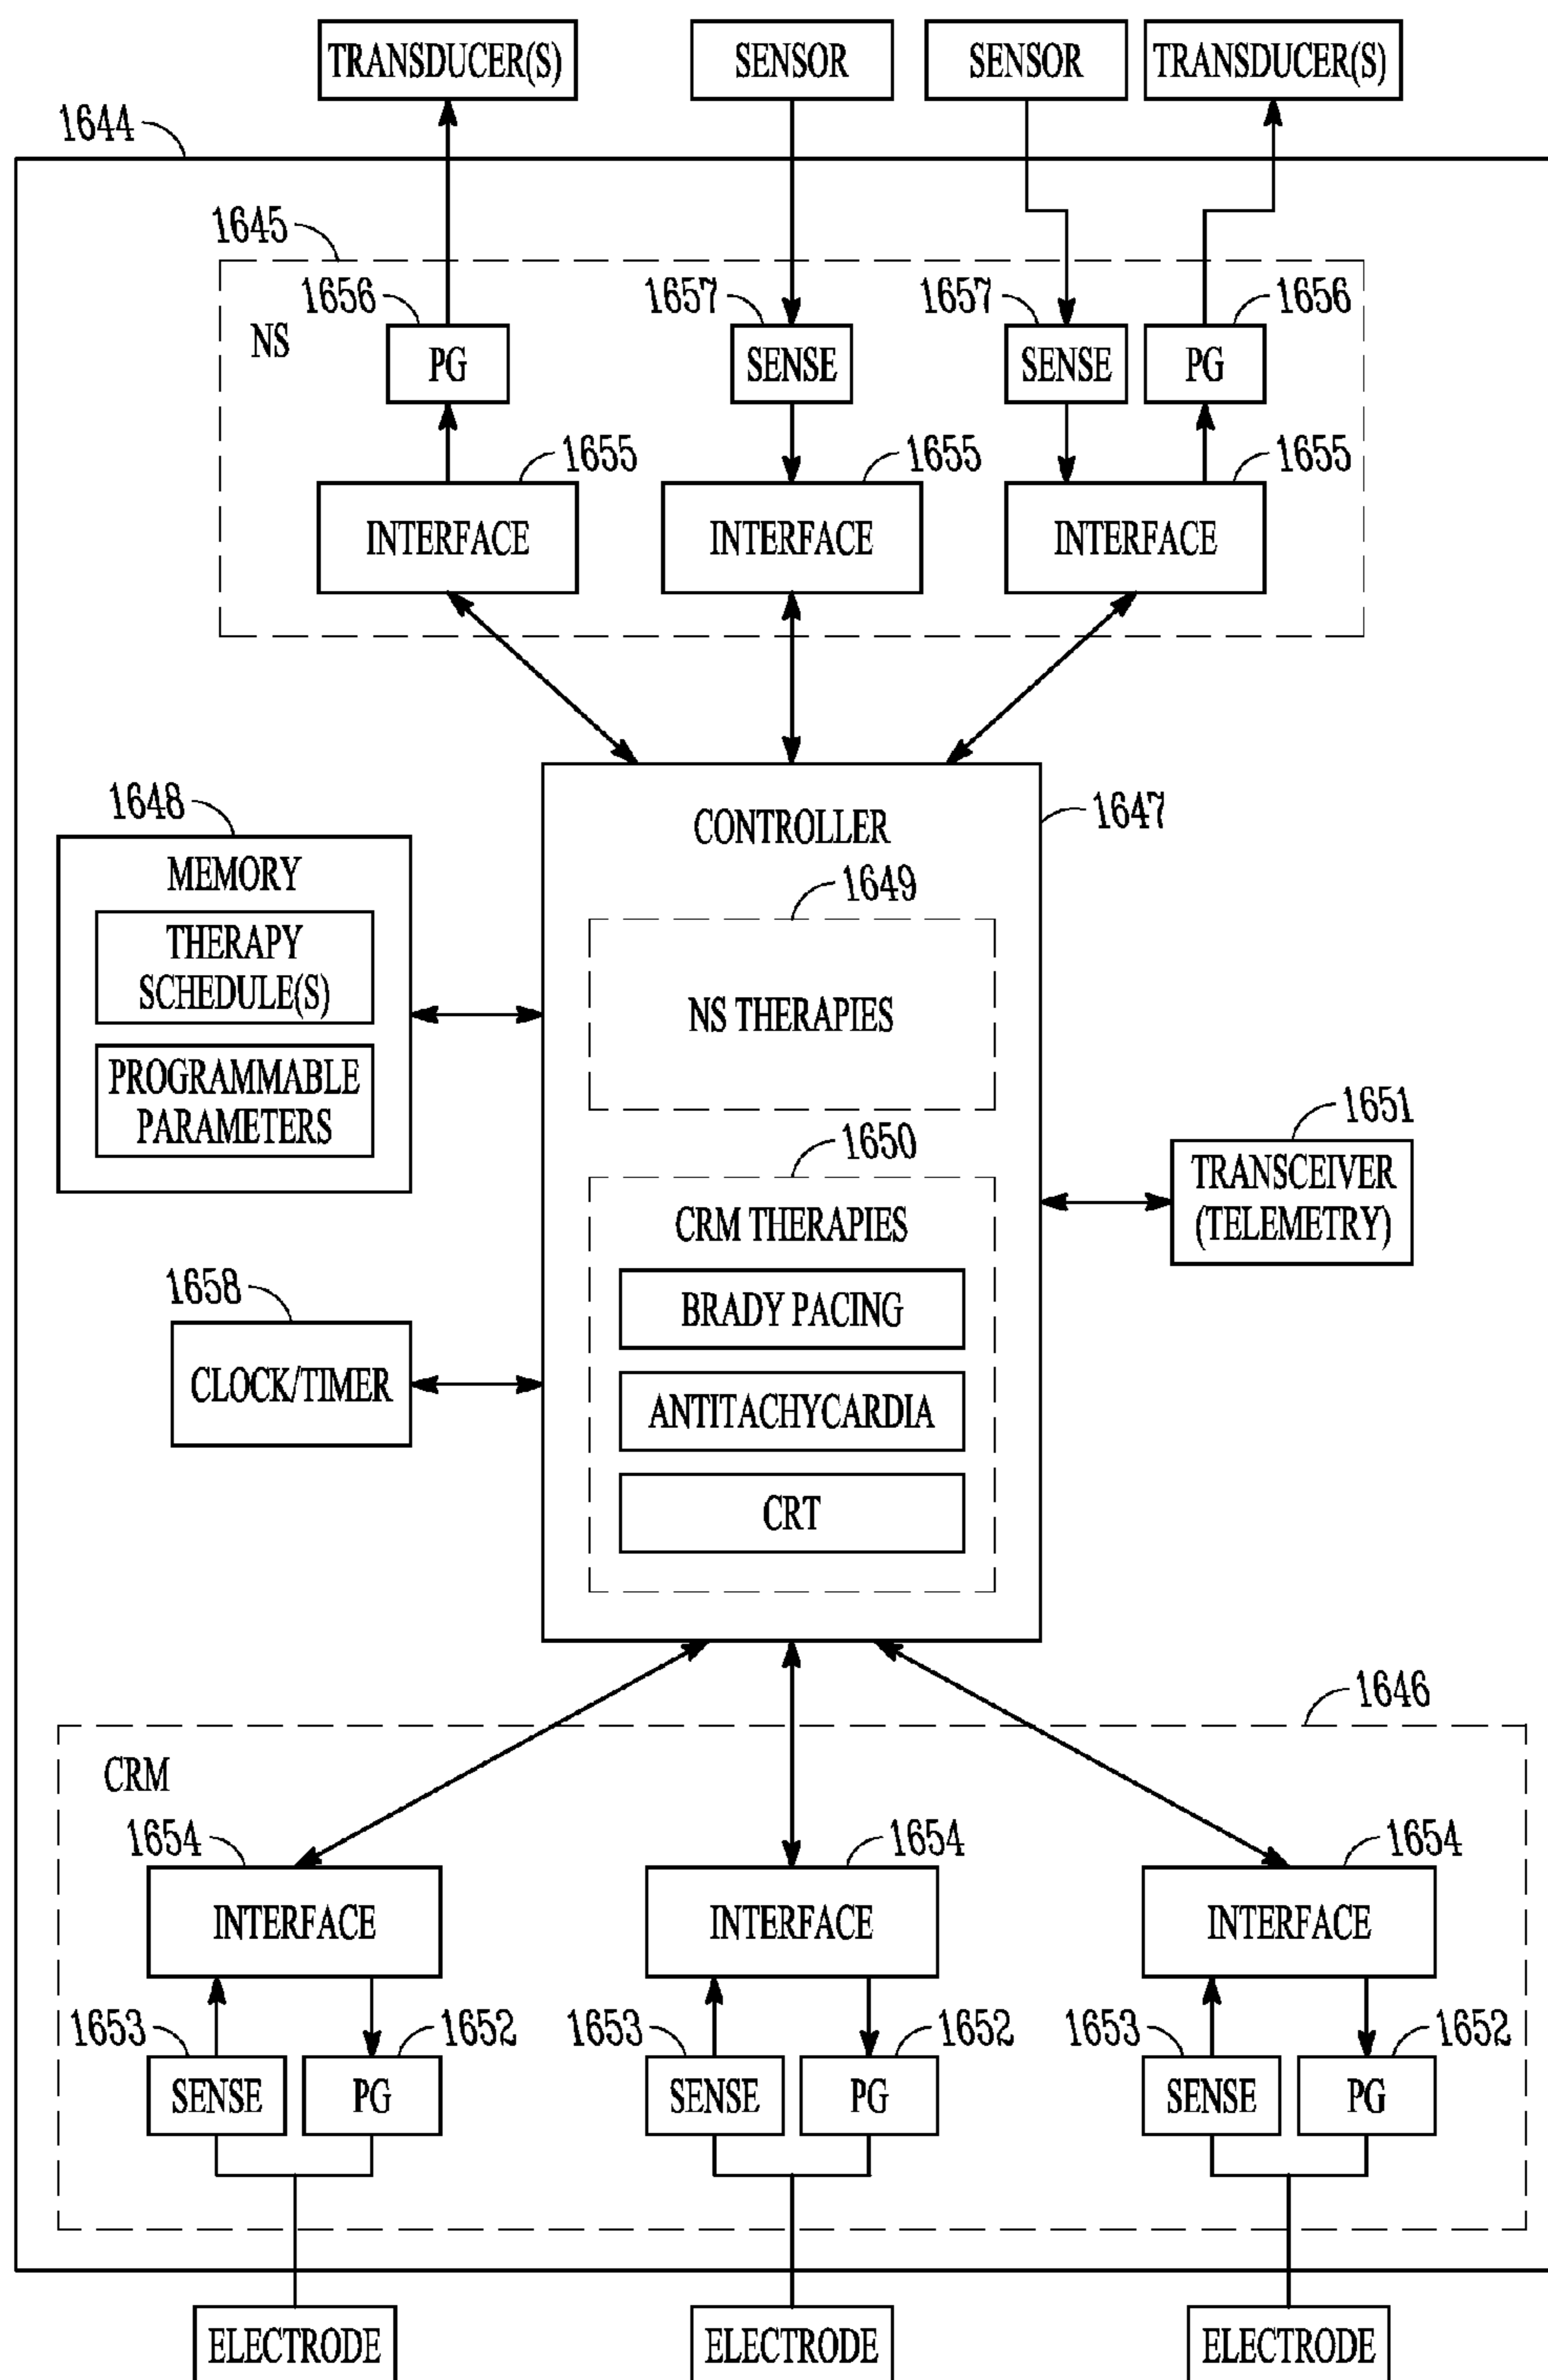 TRANSDUCER(S)
SENSOR
SENSOR
TRANSDUCER(S)
1644
1645
1656
1657
1657
1656
NS
PG
SENSE
SENSE
PG
1655
1655
1655
INTERFACE
INTERFACE
INTERFACE
1648
1647
CONTROLLER
MEMORY
1649
THERAPY
SCHEDULE(S)
NS THERAPIES
PROGRAMMABLE
PARAMETERS
1651
1650
TRANSCEIVER
(TELEMETRY)
CRM THERAPIES
1658
BRADY PACING
CLOCK/TIMER
ANTITACHYCARDIA
CRT
1646
CRM
1654
1654
1654
INTERFACE
INTERFACE
INTERFACE
1653
1652
1653
1652
1653
1652
SENSE
PG
SENSE
PG
SENSE
PG
ELECTRODE
ELECTRODE
ELECTRODE